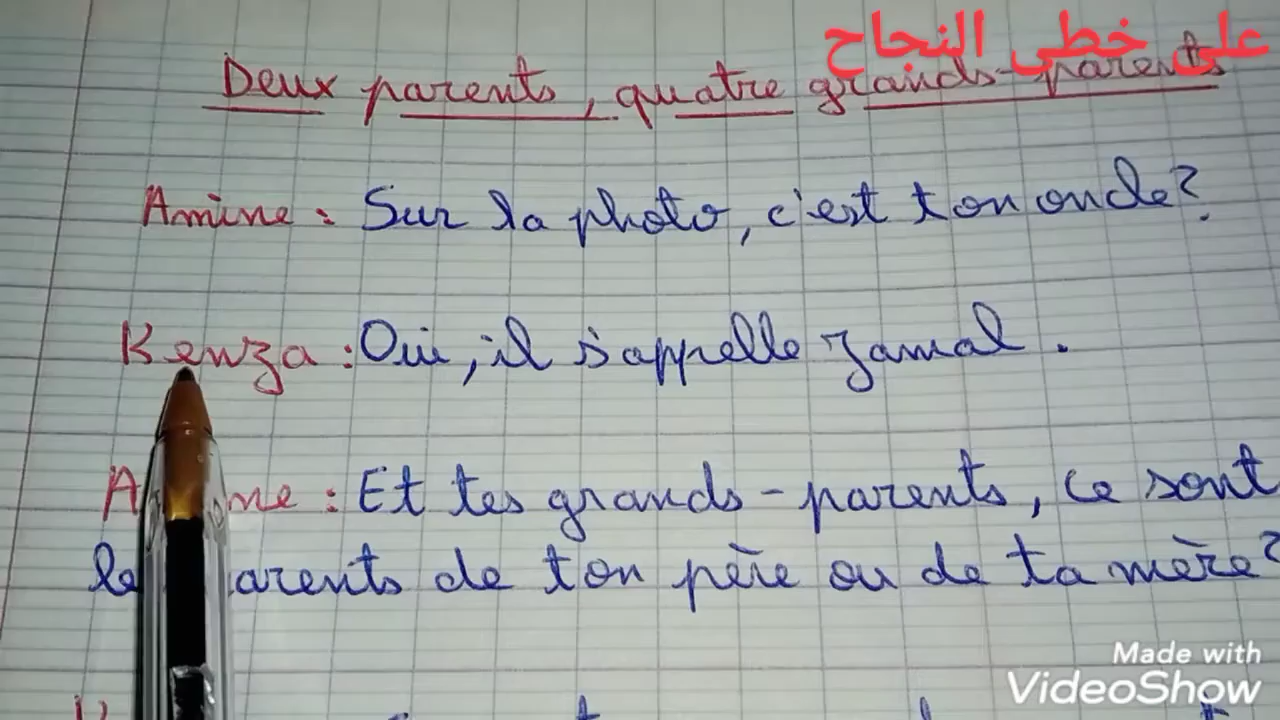 على خطى النجاح
Deux parents, quatre grands-parents
Amine : Sur la photo, c'est ton oncle?
Kenza : Oui, il s'appelle Jamal.
Et tes grands-parents, ce sont
de ton père ou de ta mère?
Made with
VideoShow